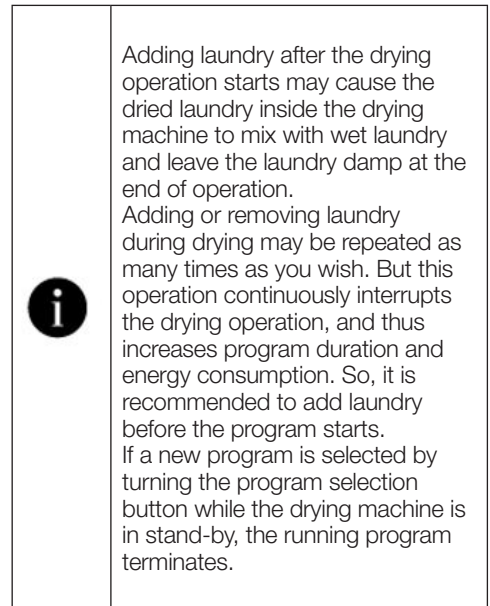 Adding laundry after the drying
operation starts may cause the
dried laundry inside the drying
machine to mix with wet laundry
and leave the laundry damp at the
end of operation.
Adding or removing laundry
during drying may be repeated as
many times as you wish. But this
operation continuously interrupts
the drying operation, and thus
increases program duration and
energy consumption. So, it is
recommended to add laundry
before the program starts.
If a new program is selected by
turning the program selection
button while the drying machine is
in stand-by, the running program
terminates.